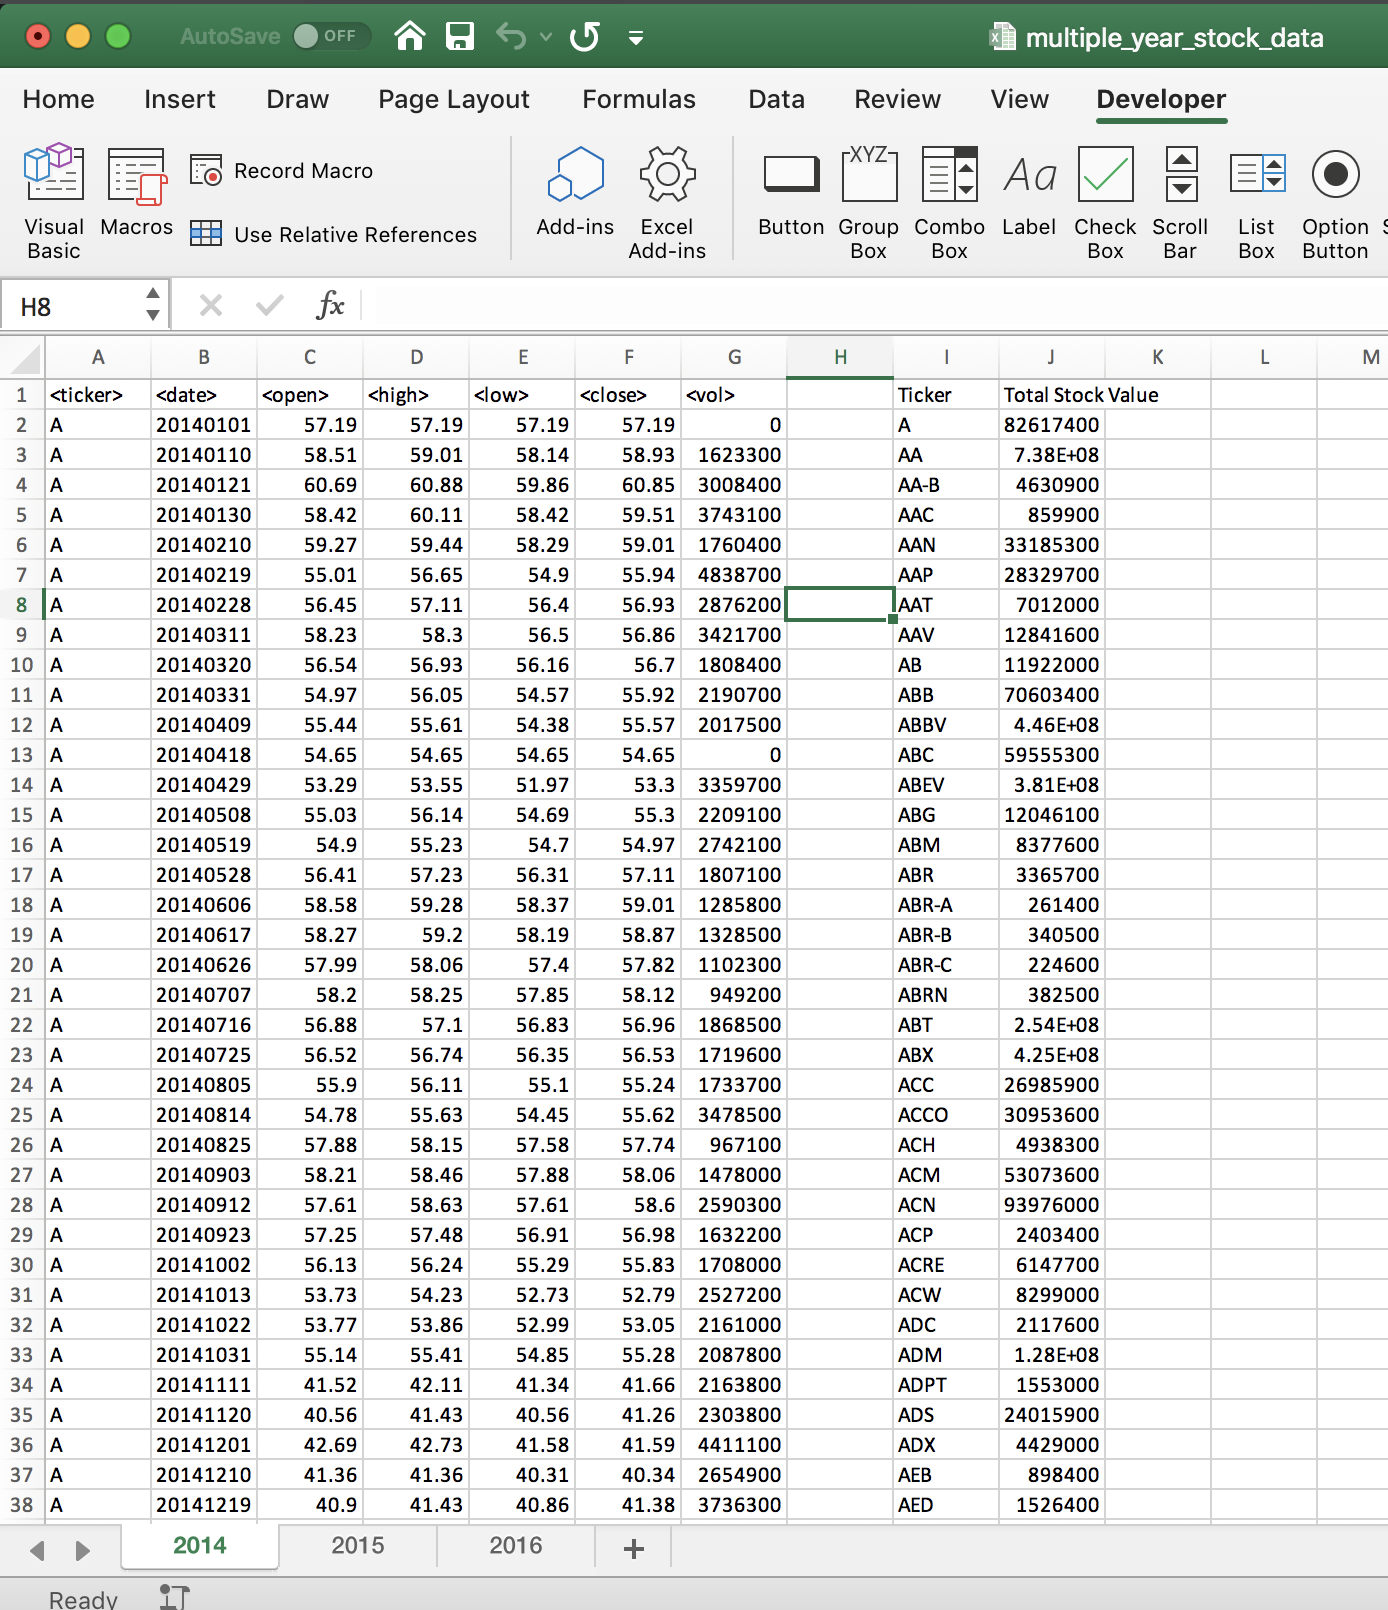 AutoSave OFF multiple_year_stock_data
Home Insert Draw Page Layout Formulas Data Review View Developer
Visual Basic Macros Record Macro Use Relative References Add-ins Excel Add-ins Button Group Box Combo Box Label Check Box Scroll Bar List Box Option Button
XYZ Aa
H8 fx
A B C D E F G H I J K L M
1 <ticker> <date> <open> <high> <low> <close> <vol> Ticker Total Stock Value
2 A 20140101 57.19 57.19 57.19 57.19 0 A 82617400
3 A 20140110 58.51 59.01 58.14 58.93 1623300 AA 7.38E+08
4 A 20140121 60.69 60.88 59.86 60.85 3008400 AA-B 4630900
5 A 20140130 58.42 60.11 58.42 59.51 3743100 AAC 859900
6 A 20140210 59.27 59.44 58.29 59.01 1760400 AAN 33185300
7 A 20140219 55.01 56.65 54.9 55.94 4838700 AAP 28329700
8 A 20140228 56.45 57.11 56.4 56.93 2876200 AAT 7012000
9 A 20140311 58.23 58.3 56.5 56.86 3421700 AAV 12841600
10 A 20140320 56.54 56.93 56.16 56.7 1808400 AB 11922000
11 A 20140331 54.97 56.05 54.57 55.92 2190700 ABB 70603400
12 A 20140409 55.44 55.61 54.38 55.57 2017500 ABBV 4.46E+08
13 A 20140418 54.65 54.65 54.65 54.65 0 ABC 59555300
14 A 20140429 53.29 53.55 51.97 53.3 3359700 ABEV 3.81E+08
15 A 20140508 55.03 56.14 54.69 55.3 2209100 ABG 12046100
16 A 20140519 54.9 55.23 54.7 54.97 2742100 ABM 8377600
17 A 20140528 56.41 57.23 56.31 57.11 1807100 ABR 3365700
18 A 20140606 58.58 59.28 58.37 59.01 1285800 ABR-A 261400
19 A 20140617 58.27 59.2 58.19 58.87 1328500 ABR-B 340500
20 A 20140626 57.99 58.06 57.4 57.82 1102300 ABR-C 224600
21 A 20140707 58.2 58.25 57.85 58.12 949200 ABRN 382500
22 A 20140716 56.88 57.1 56.83 56.96 1868500 ABT 2.54E+08
23 A 20140725 56.52 56.74 56.35 56.53 1719600 ABX 4.25E+08
24 A 20140805 55.9 56.11 55.1 55.24 1733700 ACC 26985900
25 A 20140814 54.78 55.63 54.45 55.62 3478500 ACCO 30953600
26 A 20140825 57.88 58.15 57.58 57.74 967100 ACH 4938300
27 A 20140903 58.21 58.46 57.88 58.06 1478000 ACM 53073600
28 A 20140912 57.61 58.63 57.61 58.6 2590300 ACN 93976000
29 A 20140923 57.25 57.48 56.91 56.98 1632200 ACP 2403400
30 A 20141002 56.13 56.24 55.29 55.83 1708000 ACRE 6147700
31 A 20141013 53.73 54.23 52.73 52.79 2527200 ACW 8299000
32 A 20141022 53.77 53.86 52.99 53.05 2161000 ADC 2117600
33 A 20141031 55.14 55.41 54.85 55.28 2087800 ADM 1.28E+08
34 A 20141111 41.52 42.11 41.34 41.66 2163800 ADPT 1553000
35 A 20141120 40.56 41.43 40.56 41.26 2303800 ADS 24015900
36 A 20141201 42.69 42.73 41.58 41.59 4411100 ADX 4429000
37 A 20141210 41.36 41.36 40.31 40.34 2654900 AEB 898400
38 A 20141219 40.9 41.43 40.86 41.38 3736300 AED 1526400
2014 2015 2016 +
Ready